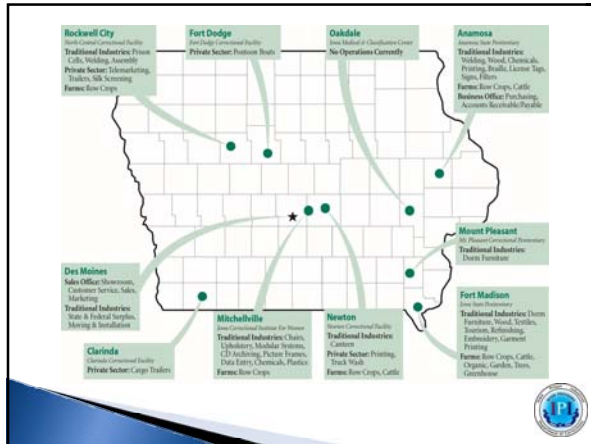 Rockwell City
North Central Correctional Facility
Traditional Industries: Prison
Cells, Welding, Assembly
Private Sector: Telemarketing,
Trailers, Silk Screening
Farms: Row Crops
Fort Dodge
Fort Dodge Correctional Facility
Private Sector: Pontoon Boats
Oakdale
Iowa Medical & Classification Center
No Operations Currently
Anamosa
Anamosa State Penitentiary
Traditional Industries:
Welding, Wood, Chemicals,
Printing, Braille, License Tags,
Signs, Filters
Farms: Row Crops, Cattle
Business Office: Purchasing,
Accounts Receivable/Payable
Des Moines
Sales Office: Showroom,
Customer Service, Sales,
Marketing
Traditional Industries:
State & Federal Surplus,
Moving & Installation
Clarinda
Clarinda Correctional Facility
Private Sector: Cargo Trailers
Mitchellville
Iowa Correctional Institute For Women
Traditional Industries: Chairs,
Upholstery, Modular Systems,
CD Archiving, Picture Frames,
Data Entry, Chemicals, Plastics
Farms: Row Crops
Newton
Newton Correctional Facility
Traditional Industries:
Canteen
Private Sector: Printing,
Truck Wash
Farms: Row Crops, Cattle
Mount Pleasant
Mt. Pleasant Correctional Penitentiary
Traditional Industries:
Dorm Furniture
Fort Madison
Iowa State Penitentiary
Traditional Industries: Dorm
Furniture, Wood, Textiles,
Tourism, Refinishing,
Embroidery, Garment
Printing
Farms: Row Crops, Cattle,
Organic, Garden, Trees,
Greenhouse
IPI